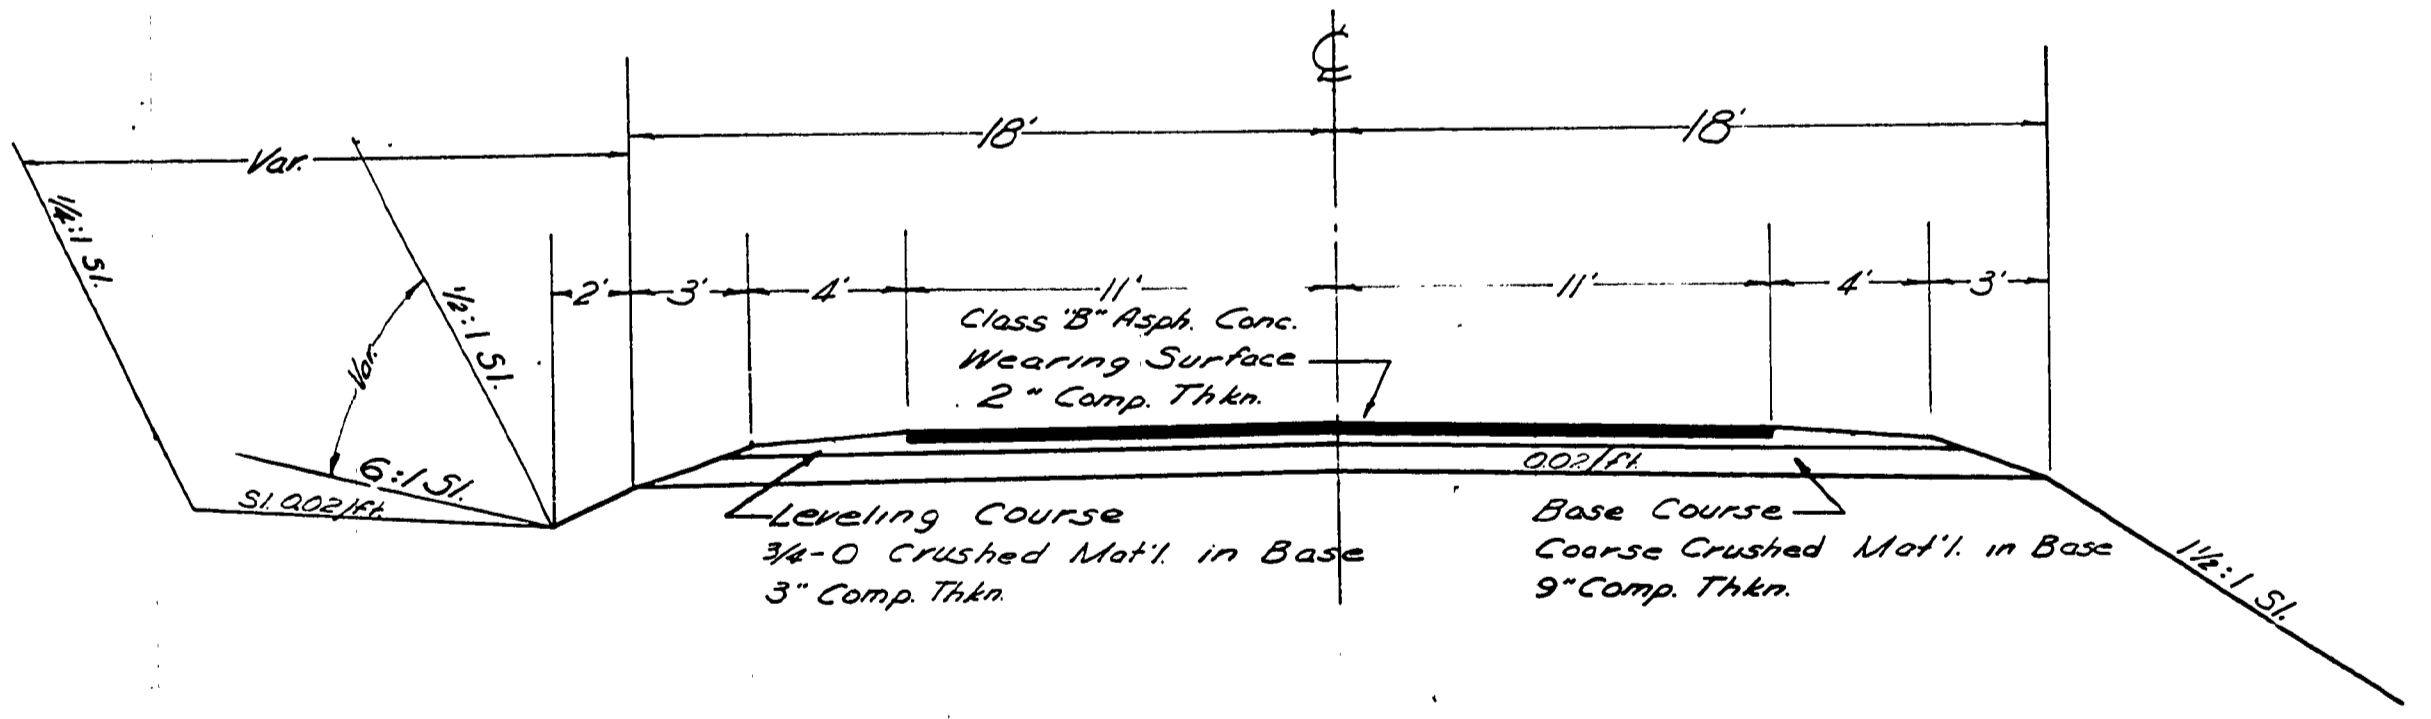 ℄
18'
18'
Var.
1/4:1 Sl.
2'
3'
4'
11'
11'
4'
3'
1/2:1 Sl.
Var.
Class "B" Asph. Conc.
Wearing Surface
2" Comp. Thkn.
6:1 Sl.
Sl. 0.02/ft.
0.02/ft.
Leveling Course
3/4-0 Crushed Mat'l. in Base
3" Comp. Thkn.
Base Course
Coarse Crushed Mat'l. in Base
9" Comp. Thkn.
1 1/2:1 Sl.